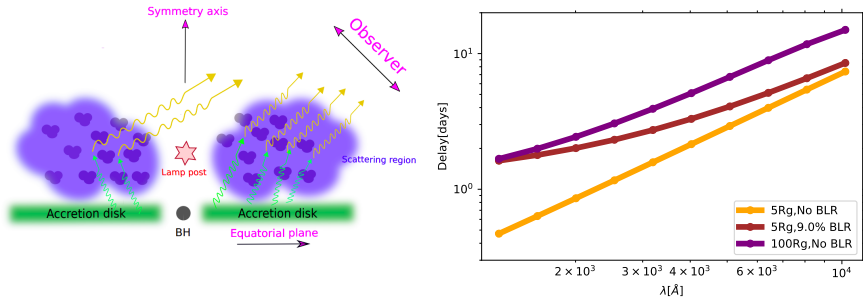 Symmetry axis
Observer
Lamp post
Scattering region
Accretion disk
Accretion disk
BH
Equatorial plane
Delay[days]
10¹
10⁰
5Rg,No BLR
5Rg,9.0% BLR
100Rg,No BLR
2 × 10³
3 × 10³
4 × 10³
6 × 10³
10⁴
λ[Å]